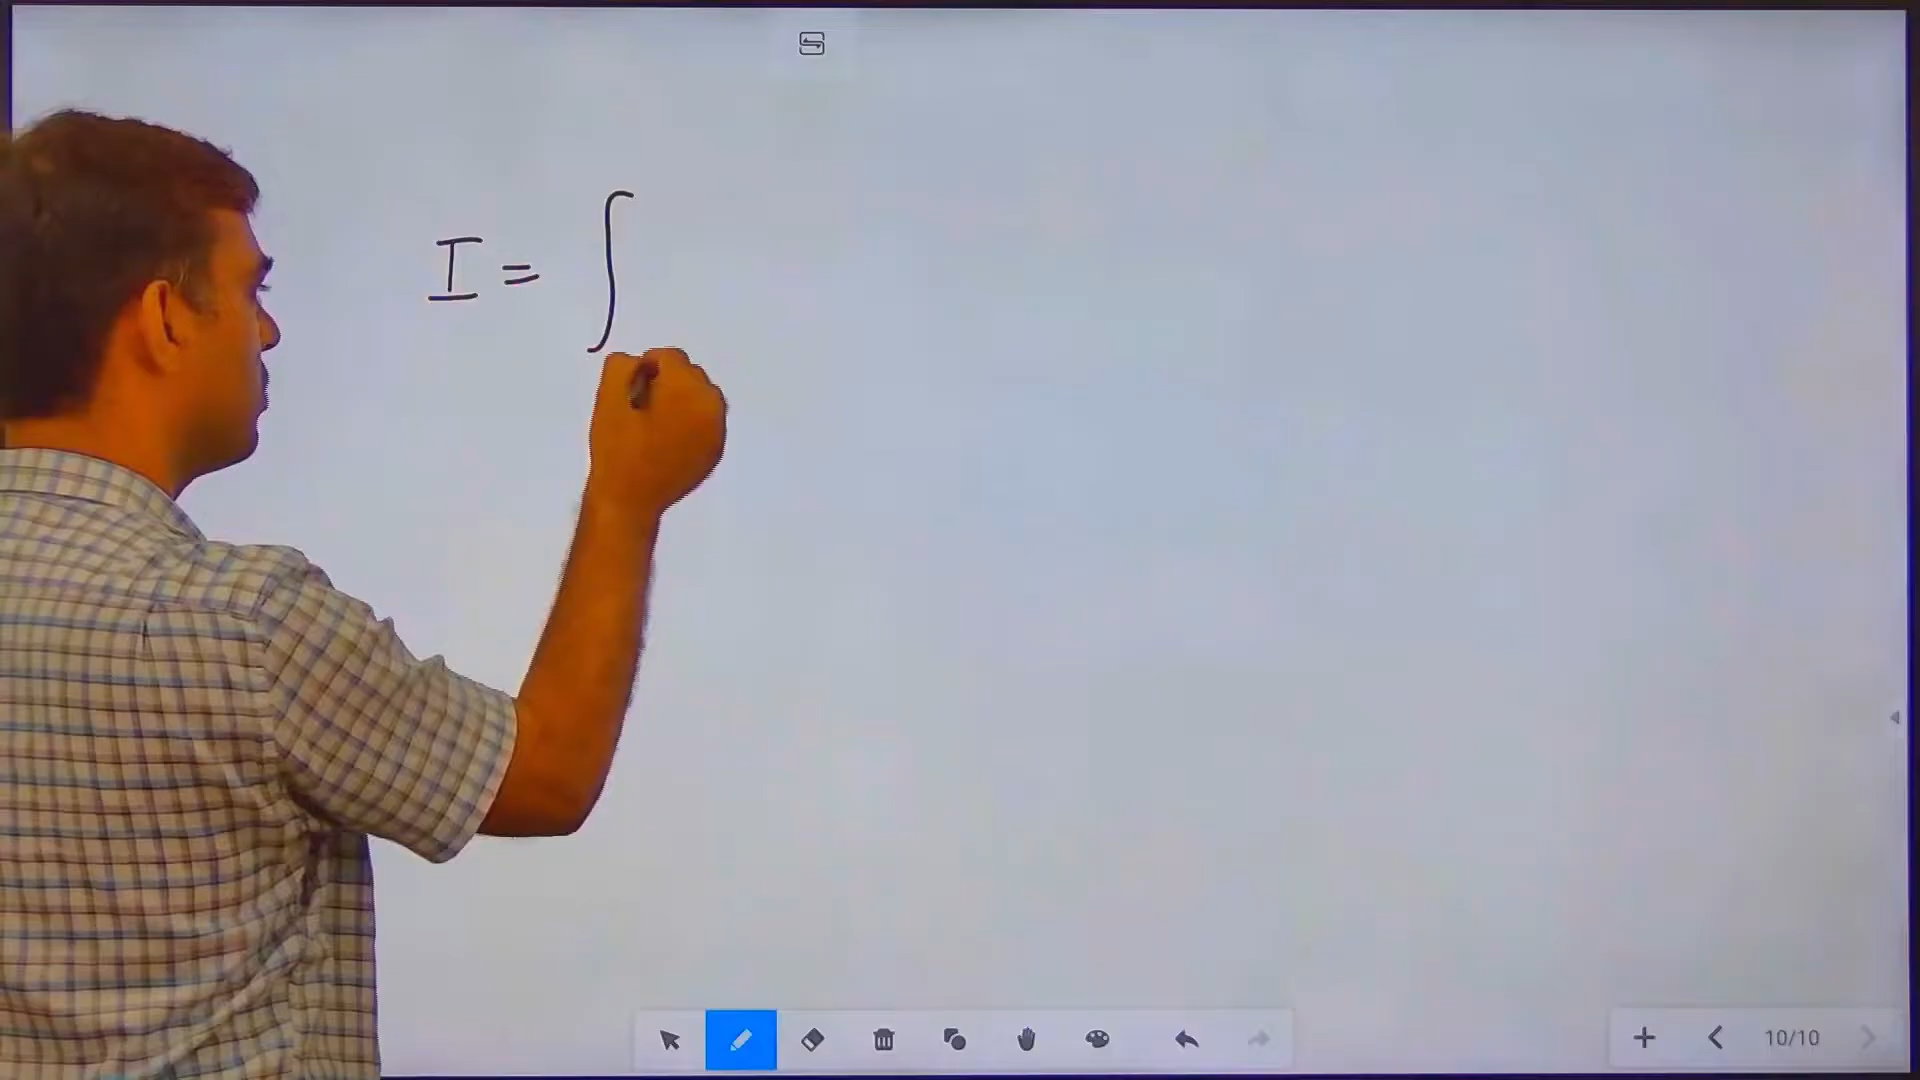 I = ∫
10/10